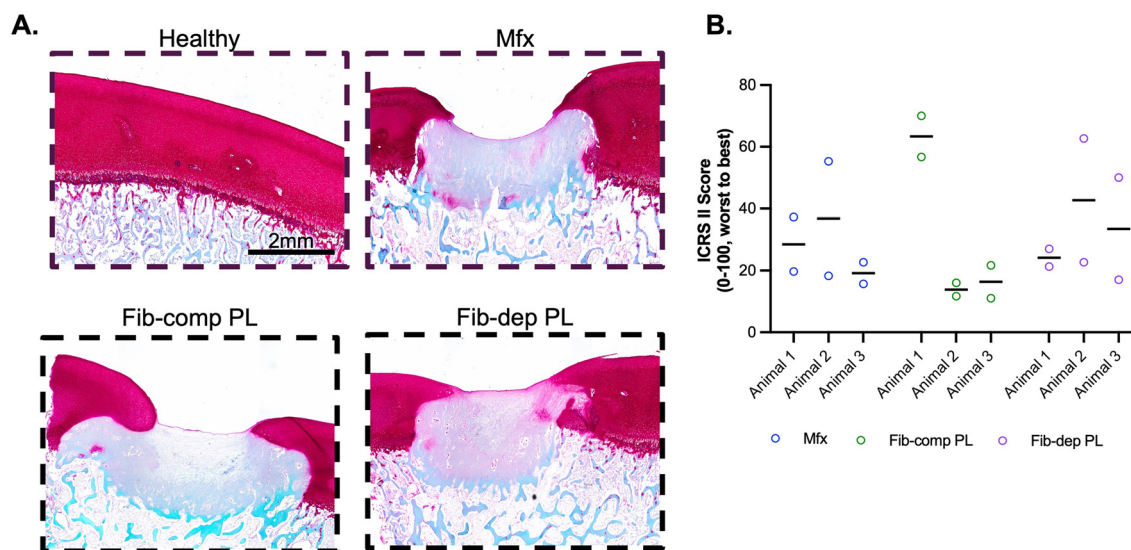 A.
Healthy
Mfx
2mm
Fib-comp PL
Fib-dep PL
B.
ICRS II Score
(0-100, worst to best)
80
60
40
20
0
Animal 1
Animal 2
Animal 3
Animal 1
Animal 2
Animal 3
Animal 1
Animal 2
Animal 3
Mfx
Fib-comp PL
Fib-dep PL